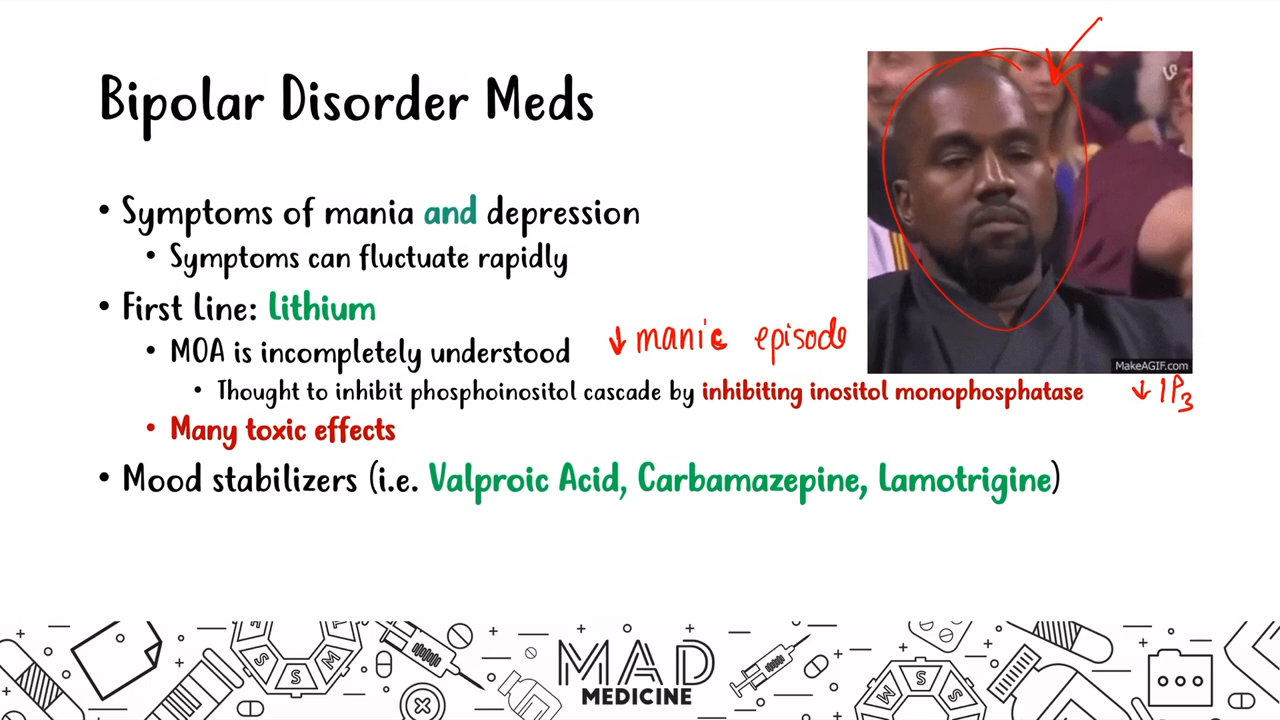 Bipolar Disorder Meds
• Symptoms of mania and depression
• Symptoms can fluctuate rapidly
• First Line: Lithium
• MOA is incompletely understood
↓ manic episode
MakeAGIF.com
• Thought to inhibit phosphoinositol cascade by inhibiting inositol monophosphatase
↓ IP3
• Many toxic effects
• Mood stabilizers (i.e. Valproic Acid, Carbamazepine, Lamotrigine)
S S M
MAD
MEDICINE
M S S